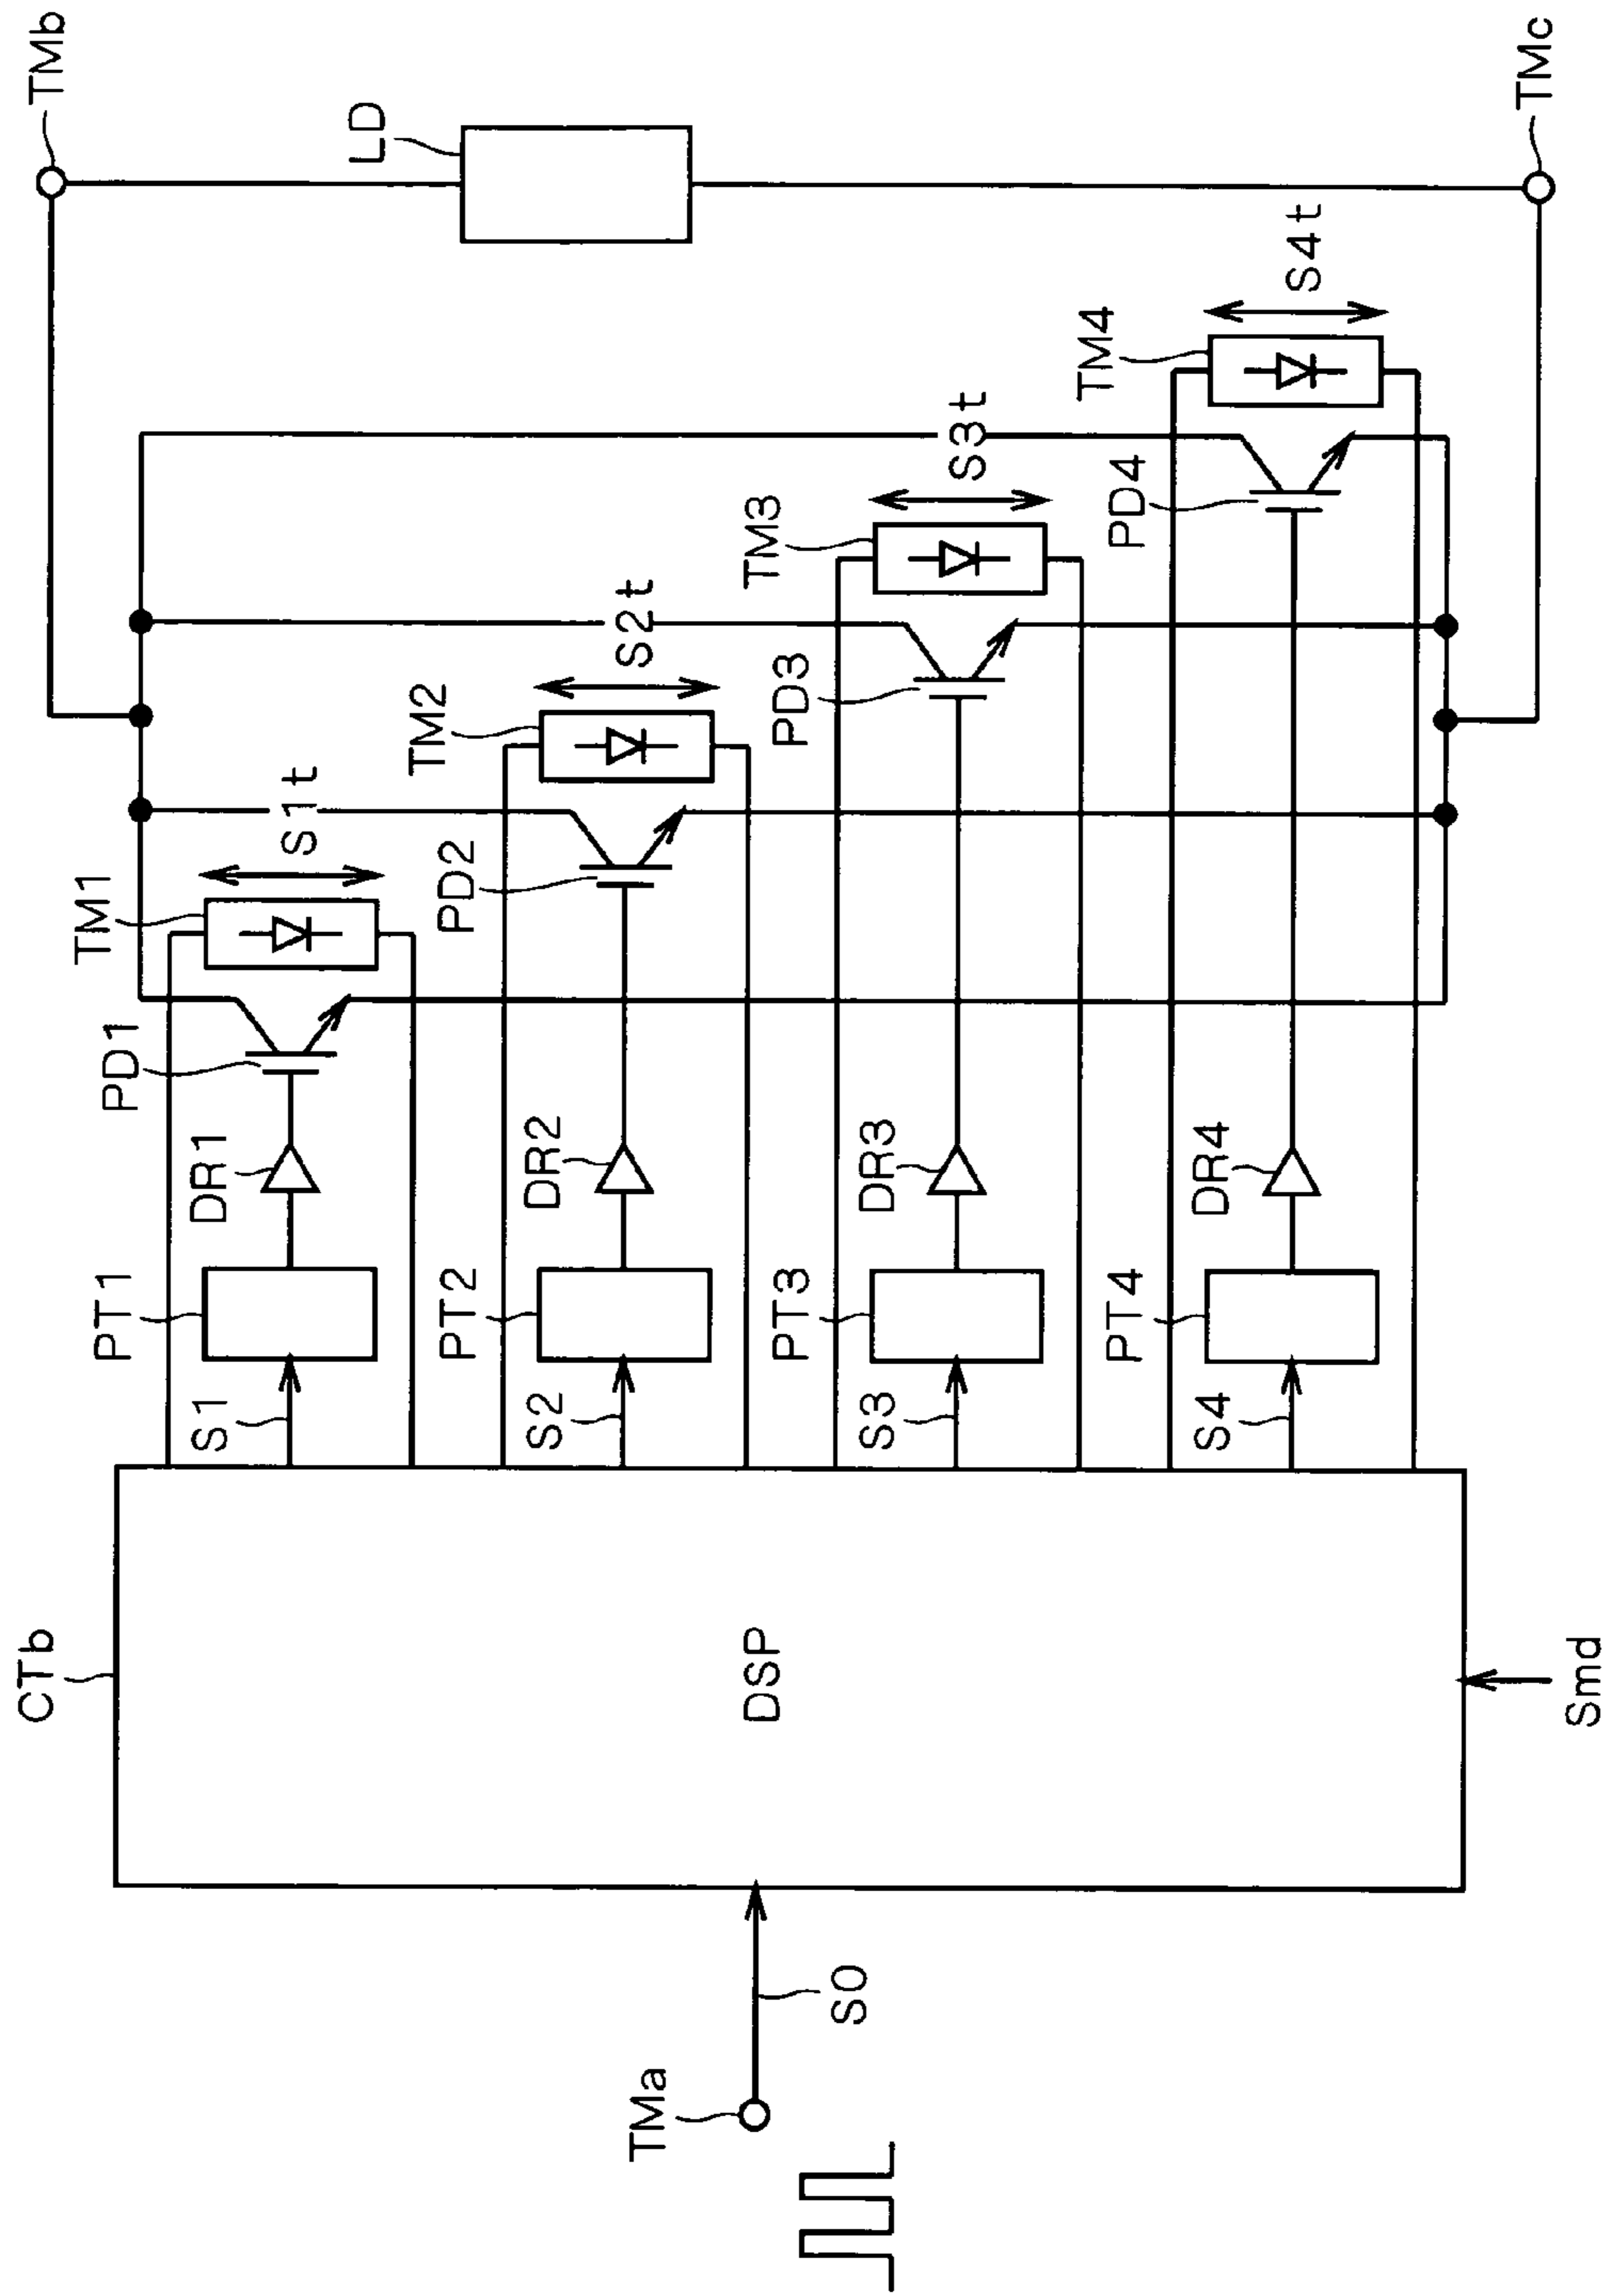 CTb
DSP
Smd
TMa
S0
S1
PT1
DR1
PD1
TM1
S1t
S2
PT2
DR2
PD2
TM2
S2t
S3
PT3
DR3
PD3
TM3
S3t
S4
PT4
DR4
PD4
TM4
S4t
LD
TMb
TMc